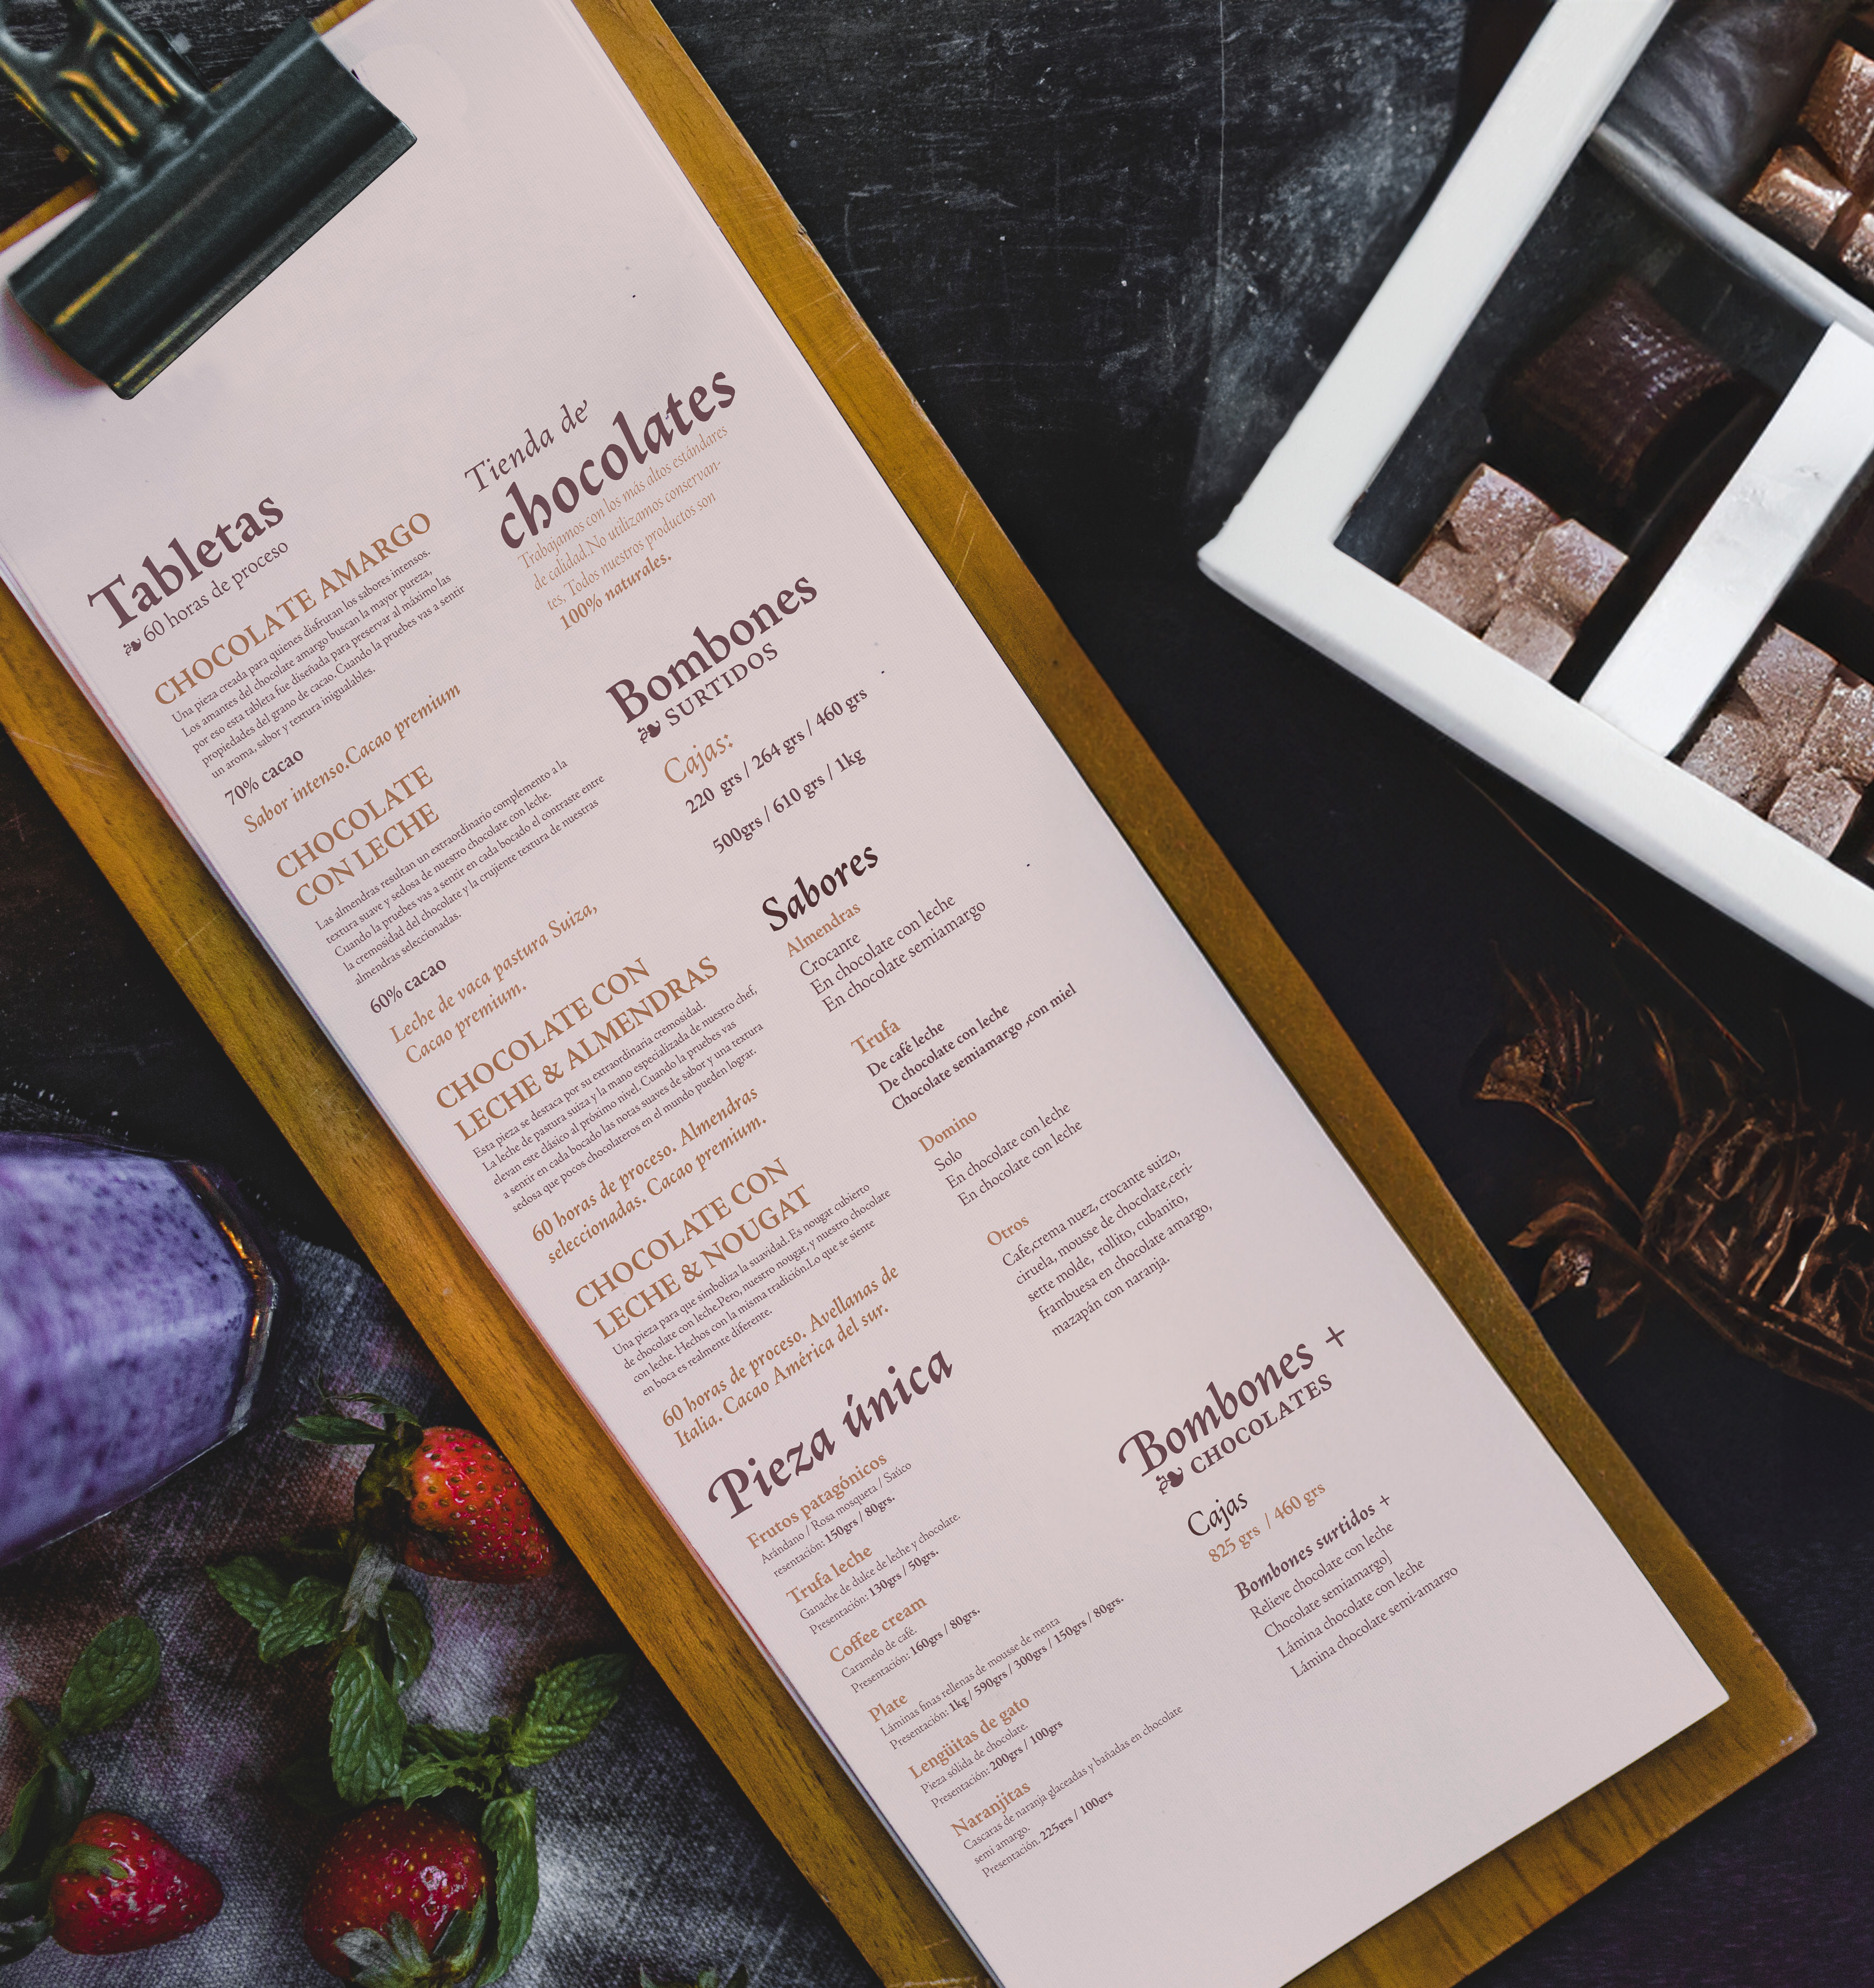 Tienda de
chocolates
Trabajamos con los más altos estándares
de calidad.No utilizamos conservan-
tes, Todos nuestros productos son
100% naturales.
Tabletas
60 horas de proceso
CHOCOLATE AMARGO
Una pieza creada para quienes disfrutan los sabores intensos.
Los amantes del chocolate amargo buscan la mayor pureza,
por eso esta tableta fue diseñada para preservar al máximo las
propiedades del grano de cacao. Cuando la pruebes vas a sentir
un aroma, sabor y textura inigualables.
70% cacao
Sabor intenso.Cacao premium
CHOCOLATE
CON LECHE
Las almendras resultan un extraordinario complemento a la
textura suave y sedosa de nuestro chocolate con leche.
Cuando la pruebes vas a sentir en cada bocado el contraste entre
la cremosidad del chocolate y la crujiente textura de nuestras
almendras seleccionadas.
60% cacao
Leche de vaca pastura Suiza,
Cacao premium.
CHOCOLATE CON
LECHE & ALMENDRAS
Esta pieza se destaca por su extraordinaria cremosidad.
La leche de pastura suiza y la mano especializada de nuestro chef,
elevan este clásico al próximo nivel. Cuando la pruebes vas
a sentir en cada bocado las notas suaves de sabor y una textura
sedosa que pocos chocolateros en el mundo pueden lograr.
60 horas de proceso. Almendras
seleccionadas. Cacao premium.
CHOCOLATE CON
LECHE & NOUGAT
Una pieza para que simboliza la suavidad. Es nougat cubierto
de chocolate con leche.Pero, nuestro nougar, y nuestro chocolate
con leche. Hechos con la misma tradición.Lo que se siente
en boca es realmente diferente.
60 horas de proceso. Avellanas de
Italia. Cacao América del sur.
Pieza única
Frutos patagónicos
Arándano / Rosa mosqueta / Saúco
resentación: 150grs / 80grs.
Trufa leche
Ganache de dulce de leche y chocolate.
Presentación: 130grs / 50grs.
Coffee cream
Caramelo de café.
Presentación: 160grs / 80grs.
Plate
Láminas finas rellenas de mousse de menta
Presentación: 1kg / 590grs / 300grs / 150grs / 80grs.
Lengüitas de gato
Pieza sólida de chocolate.
Presentación: 200grs / 100grs
Naranjitas
Cascaras de naranja glaceadas y bañadas en chocolate
semi amargo.
Presentación. 225grs / 100grs
Bombones
SURTIDOS
Cajas:
220 grs / 264 grs / 460 grs
500grs / 610 grs / 1kg
Sabores
Almendras
Crocante
En chocolate con leche
En chocolate semiamargo
Trufa
De café leche
De chocolate con leche
Chocolate semiamargo ,con miel
Domino
Solo
En chocolate con leche
En chocolate con leche
Otros
Cafe,crema nuez, crocante suizo,
ciruela, mousse de chocolate,ceri-
sette molde, rollito, cubanito,
frambuesa en chocolate amargo,
mazapán con naranja.
Bombones +
CHOCOLATES
Cajas
825 grs / 460 grs
Bombones surtidos +
Relieve chocolate con leche
Chocolate semiamargo]
Lámina chocolate con leche
Lámina chocolate semi-amargo